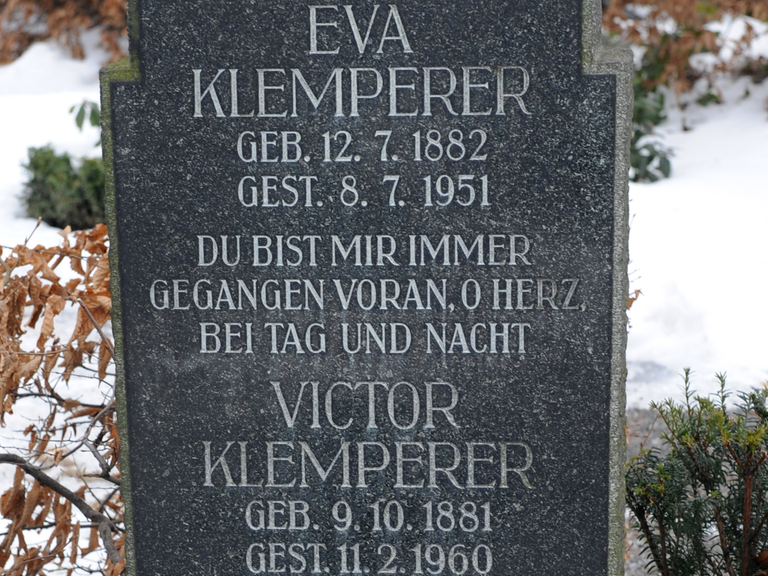 EVA
KLEMPERER
GEB. 12. 7. 1882
GEST. 8. 7. 1951
DU BIST MIR IMMER
GEGANGEN VORAN, O HERZ,
BEI TAG UND NACHT
VICTOR
KLEMPERER
GEB. 9. 10. 1881
GEST. 11. 2. 1960